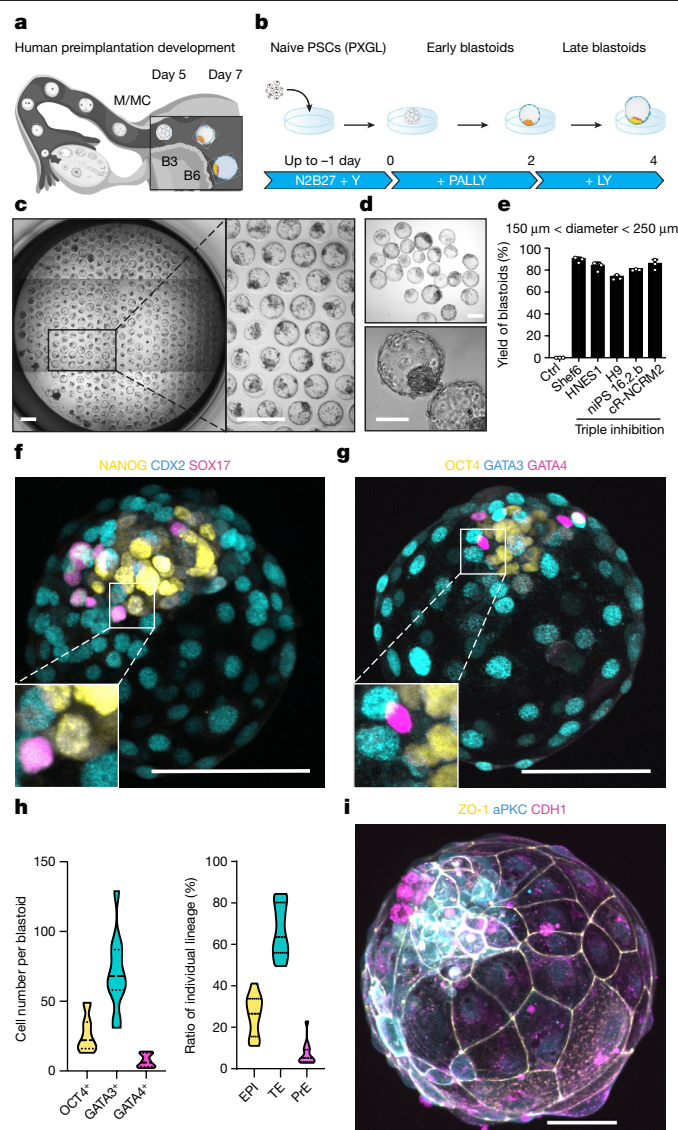 a
Human preimplantation development
Day 5 Day 7
M/MC
B3
B6
b
Naive PSCs (PXGL) Early blastoids Late blastoids
Up to –1 day 0 2 4
N2B27 + Y + PALLY + LY
c
d
e
150 μm < diameter < 250 μm
Yield of blastoids (%)
100
80
60
40
20
0
Ctrl
Shef6
HNES1
H9
niPS 16.2.b
cR-NCRM2
Triple inhibition
f
NANOG CDX2 SOX17
g
OCT4 GATA3 GATA4
h
Cell number per blastoid
150
100
50
0
OCT4+
GATA3+
GATA4+
Ratio of individual lineage (%)
100
80
60
40
20
0
EPI
TE
PrE
i
ZO-1 aPKC CDH1